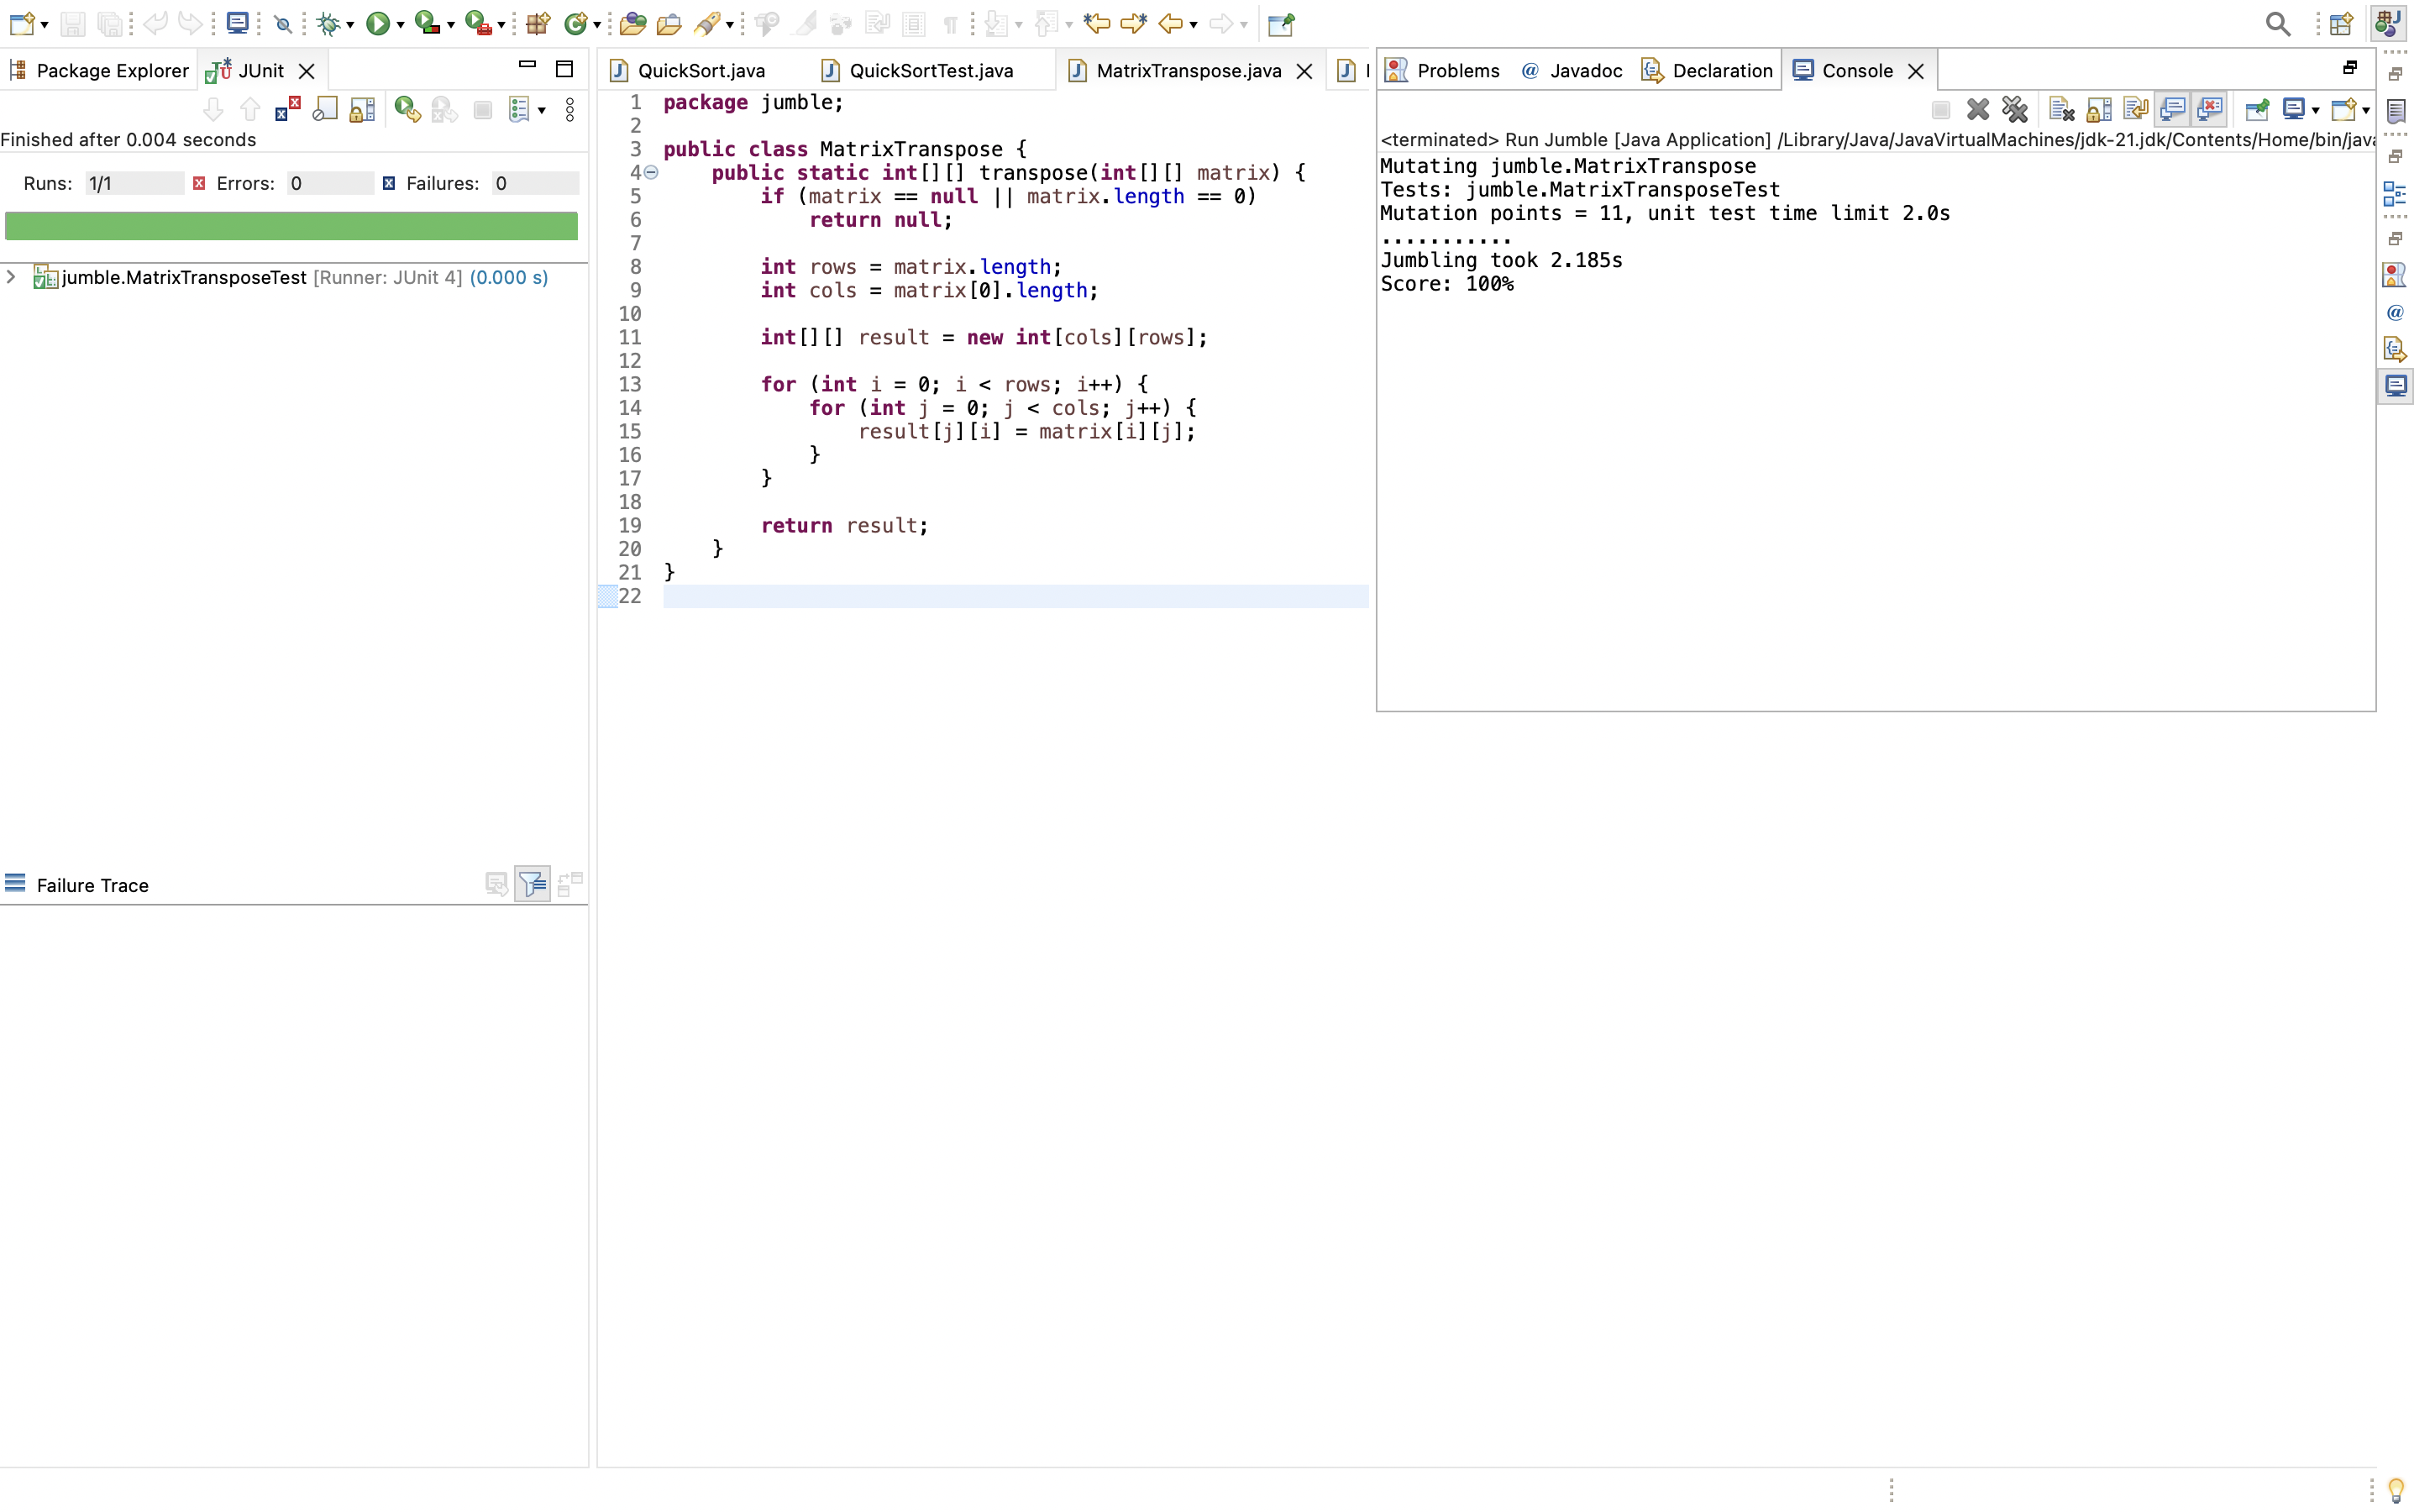 Package Explorer
JUnit
Finished after 0.004 seconds
Runs: 1/1 Errors: 0 Failures: 0
jumble.MatrixTransposeTest [Runner: JUnit 4] (0.000 s)
Failure Trace
QuickSort.java QuickSortTest.java MatrixTranspose.java
1 package jumble;
2
3 public class MatrixTranspose {
4 public static int[][] transpose(int[][] matrix) {
5 if (matrix == null || matrix.length == 0)
6 return null;
7
8 int rows = matrix.length;
9 int cols = matrix[0].length;
10
11 int[][] result = new int[cols][rows];
12
13 for (int i = 0; i < rows; i++) {
14 for (int j = 0; j < cols; j++) {
15 result[j][i] = matrix[i][j];
16 }
17 }
18
19 return result;
20 }
21 }
22
Problems @ Javadoc Declaration Console
<terminated> Run Jumble [Java Application] /Library/Java/JavaVirtualMachines/jdk-21.jdk/Contents/Home/bin/java
Mutating jumble.MatrixTranspose
Tests: jumble.MatrixTransposeTest
Mutation points = 11, unit test time limit 2.0s
...........
Jumbling took 2.185s
Score: 100%